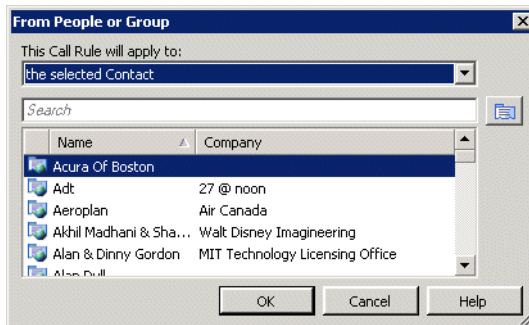 From People or Group
This Call Rule will apply to:
the selected Contact
Search
Name Company
Acura Of Boston
Adt 27 @ noon
Aeroplan Air Canada
Akhil Madhani & Sha... Walt Disney Imagineering
Alan & Dinny Gordon MIT Technology Licensing Office
Alan Dull
OK Cancel Help